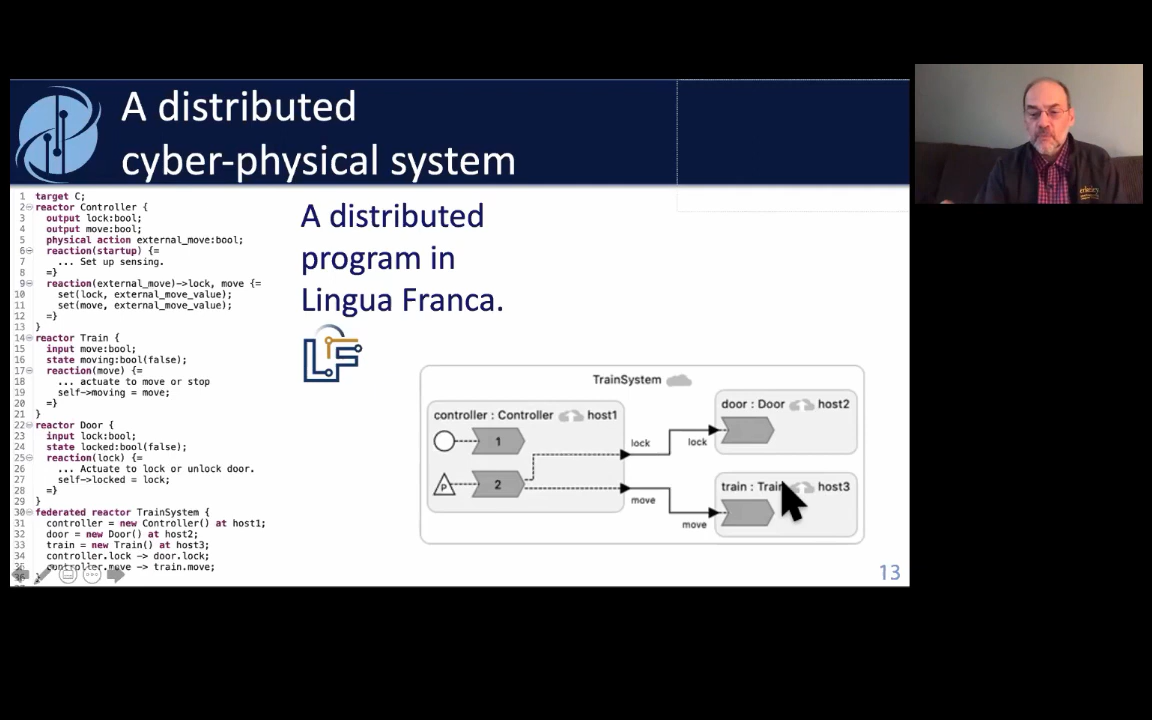 A distributed
cyber-physical system
1 target C;
2 reactor Controller {
3 output lock:bool;
4 output move:bool;
5 physical action external_move:bool;
6 reaction(startup) {=
7 ... Set up sensing.
8 =}
9 reaction(external_move)->lock, move {=
10 set(lock, external_move_value);
11 set(move, external_move_value);
12 =}
13 }
14 reactor Train {
15 input move:bool;
16 state moving:bool(false);
17 reaction(move) {=
18 ... actuate to move or stop
19 self->moving = move;
20 =}
21 }
22 reactor Door {
23 input lock:bool;
24 state locked:bool(false);
25 reaction(lock) {=
26 ... Actuate to lock or unlock door.
27 self->locked = lock;
28 =}
29 }
30 federated reactor TrainSystem {
31 controller = new Controller() at host1;
32 door = new Door() at host2;
33 train = new Train() at host3;
34 controller.lock -> door.lock;
controller.move -> train.move;
A distributed
program in
Lingua Franca.
LF
TrainSystem
controller : Controller host1
1
P
2
lock
move
lock
move
door : Door host2
train : Train host3
13